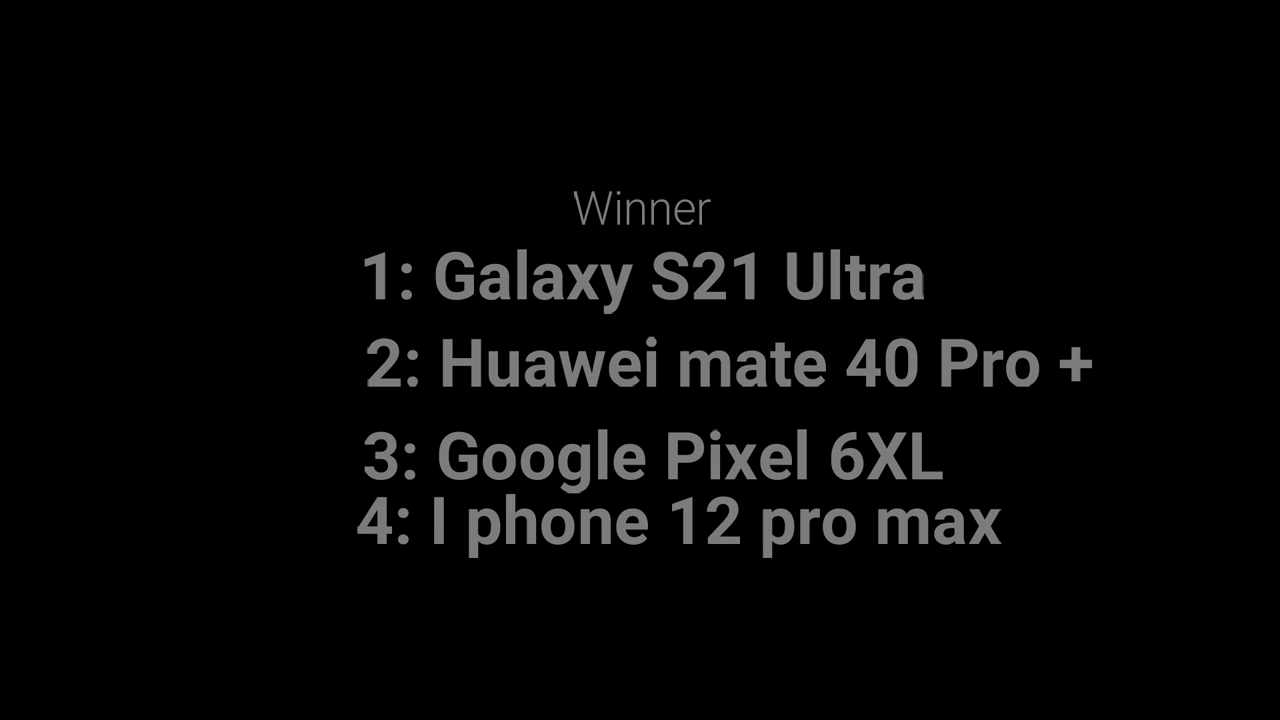 Winner
1: Galaxy S21 Ultra
2: Huawei mate 40 Pro +
3: Google Pixel 6XL
4: I phone 12 pro max